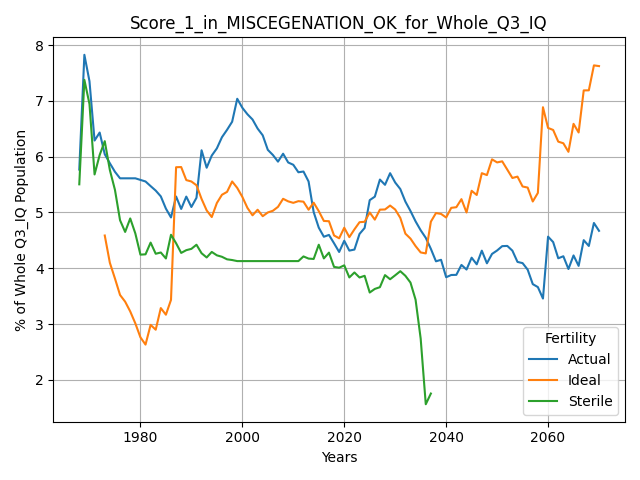 Score_1_in_MISCEGENATION_OK_for_Whole_Q3_IQ
% of Whole Q3_IQ Population
8
7
6
5
4
3
2
1980
2000
2020
2040
2060
Years
Fertility
Actual
Ideal
Sterile